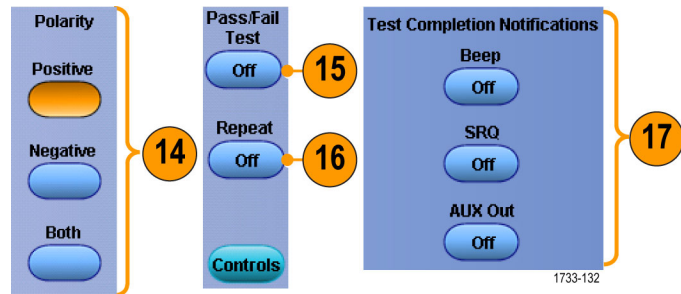 Polarity
Positive
Negative
Both
14
Pass/Fail
Test
Off
15
Repeat
Off
16
Controls
Test Completion Notifications
Beep
Off
SRQ
Off
AUX Out
Off
17
1733-132